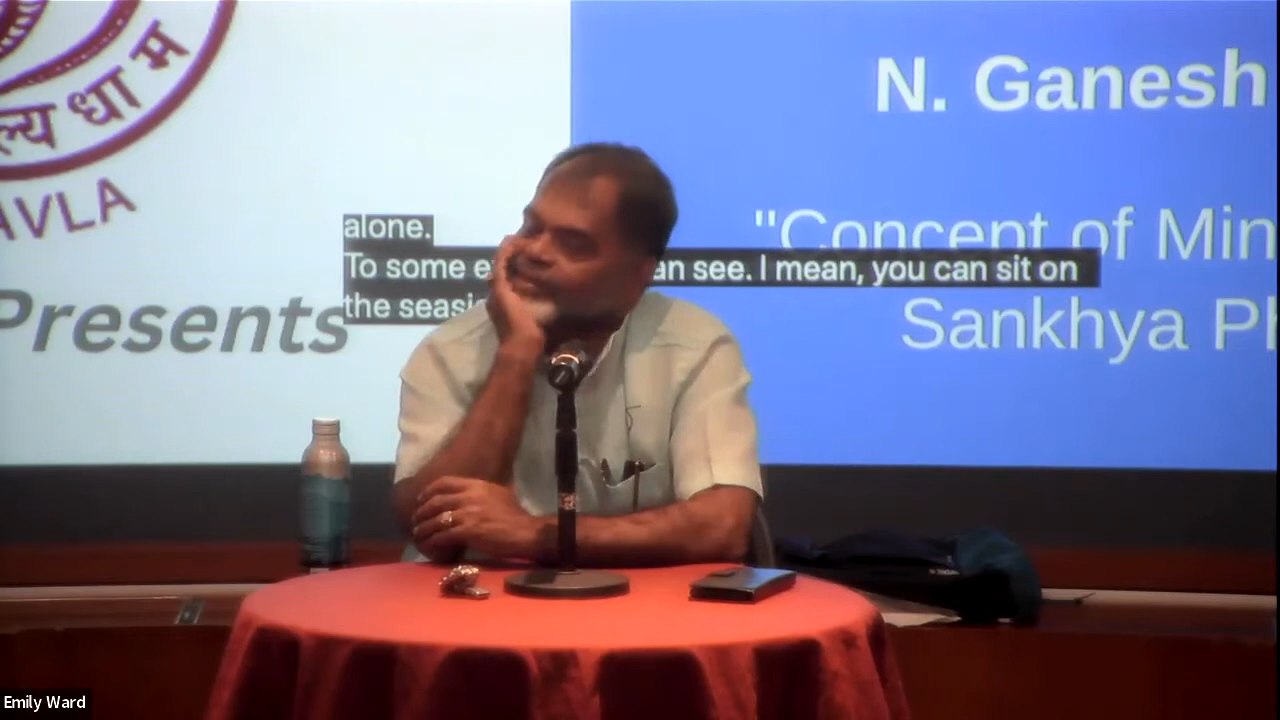 धा म
AVLA
Presents
N. Ganesh
"Concept of Min
Sankhya Ph
alone.
To some e an see. I mean, you can sit on
the seasi
Emily Ward